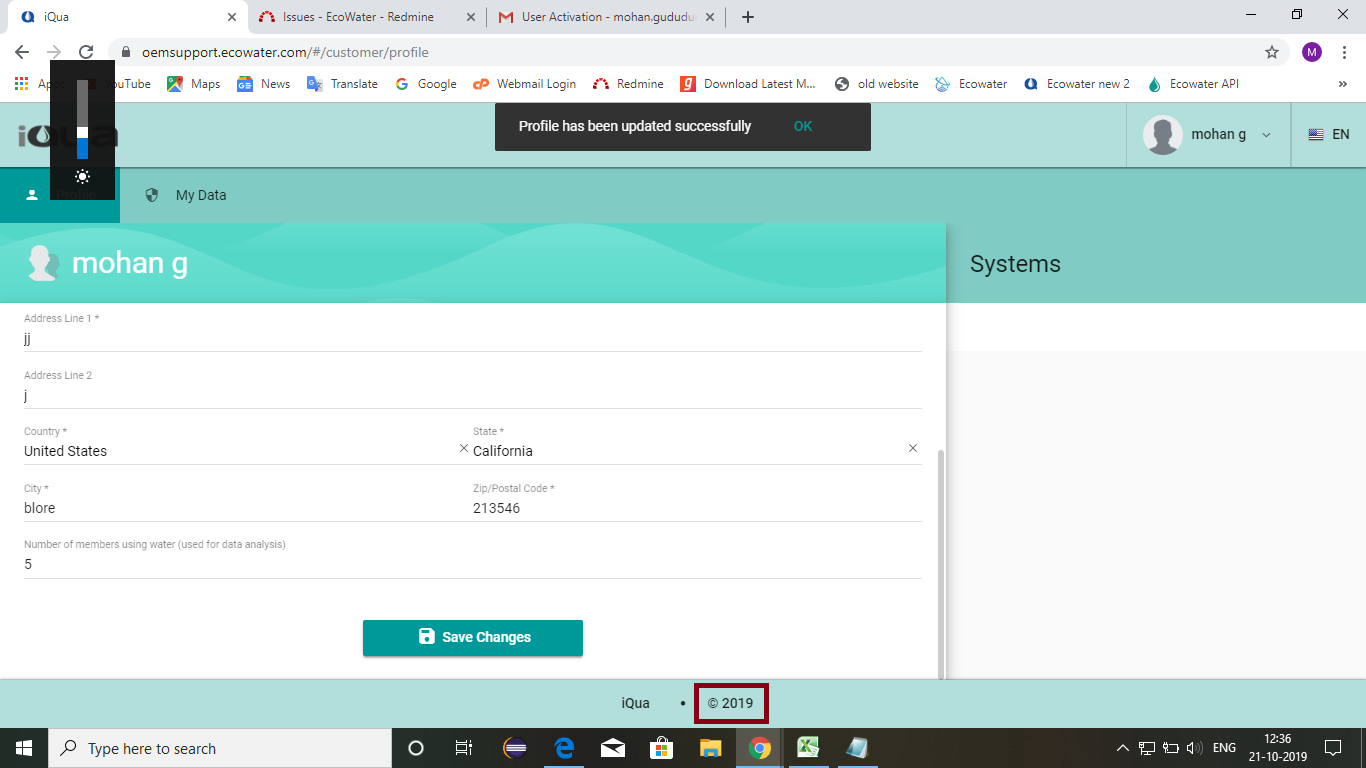 iQua
Issues - EcoWater - Redmine
User Activation - mohan.gududu
oemsupport.ecowater.com/#/customer/profile
M
YouTube
Maps
News
Translate
Google
Webmail Login
Redmine
Download Latest M...
old website
Ecowater
Ecowater new 2
Ecowater API
»
Profile has been updated successfully
OK
mohan g
EN
Profile
My Data
mohan g
Systems
Address Line 1 *
jj
Address Line 2
j
Country *
United States
State *
California
City *
blore
Zip/Postal Code *
213546
Number of members using water (used for data analysis)
5
Save Changes
iQua
•
© 2019
Type here to search
ENG
12:36
21-10-2019